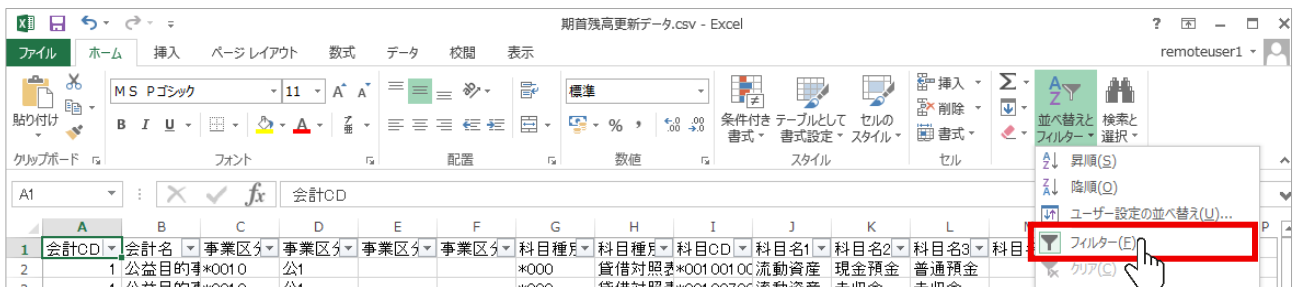 期首残高更新データ.csv - Excel
ファイル ホーム 挿入 ページ レイアウト 数式 データ 校閲 表示 remoteuser1
貼り付け
クリップボード
ＭＳ Ｐゴシック 11
B I U
フォント
配置
標準
% ,
数値
条件付き 書式
テーブルとして 書式設定
セルの スタイル
スタイル
挿入
削除
書式
セル
並べ替えと フィルター
検索と 選択
昇順(S)
降順(O)
ユーザー設定の並べ替え(U)...
フィルター(F)
クリア(C)
A1 fx 会計CD
A B C D E F G H I J K L P
1 会計CD 会計名 事業区分 事業区分 事業区分 事業区分 科目種別 科目種別 科目CD 科目名1 科目名2 科目名3
2 1 公益目的事 *0010 公1 *000 貸借対照表 *00100100 流動資産 現金預金 普通預金